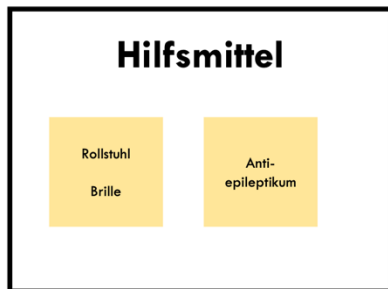 Hilfsmittel
Rollstuhl
Brille
Anti-
epileptikum